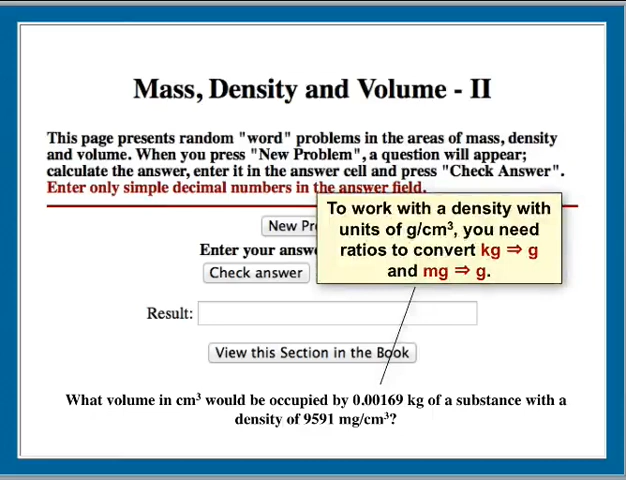 Mass, Density and Volume - II
This page presents random "word" problems in the areas of mass, density
and volume. When you press "New Problem", a question will appear;
calculate the answer, enter it in the answer cell and press "Check Answer".
Enter only simple decimal numbers in the answer field.
To work with a density with
units of g/cm³, you need
ratios to convert kg ⇒ g
and mg ⇒ g.
New
Enter your
Check answer
Result:
View this Section in the Book
What volume in cm³ would be occupied by 0.00169 kg of a substance with a
density of 9591 mg/cm³?